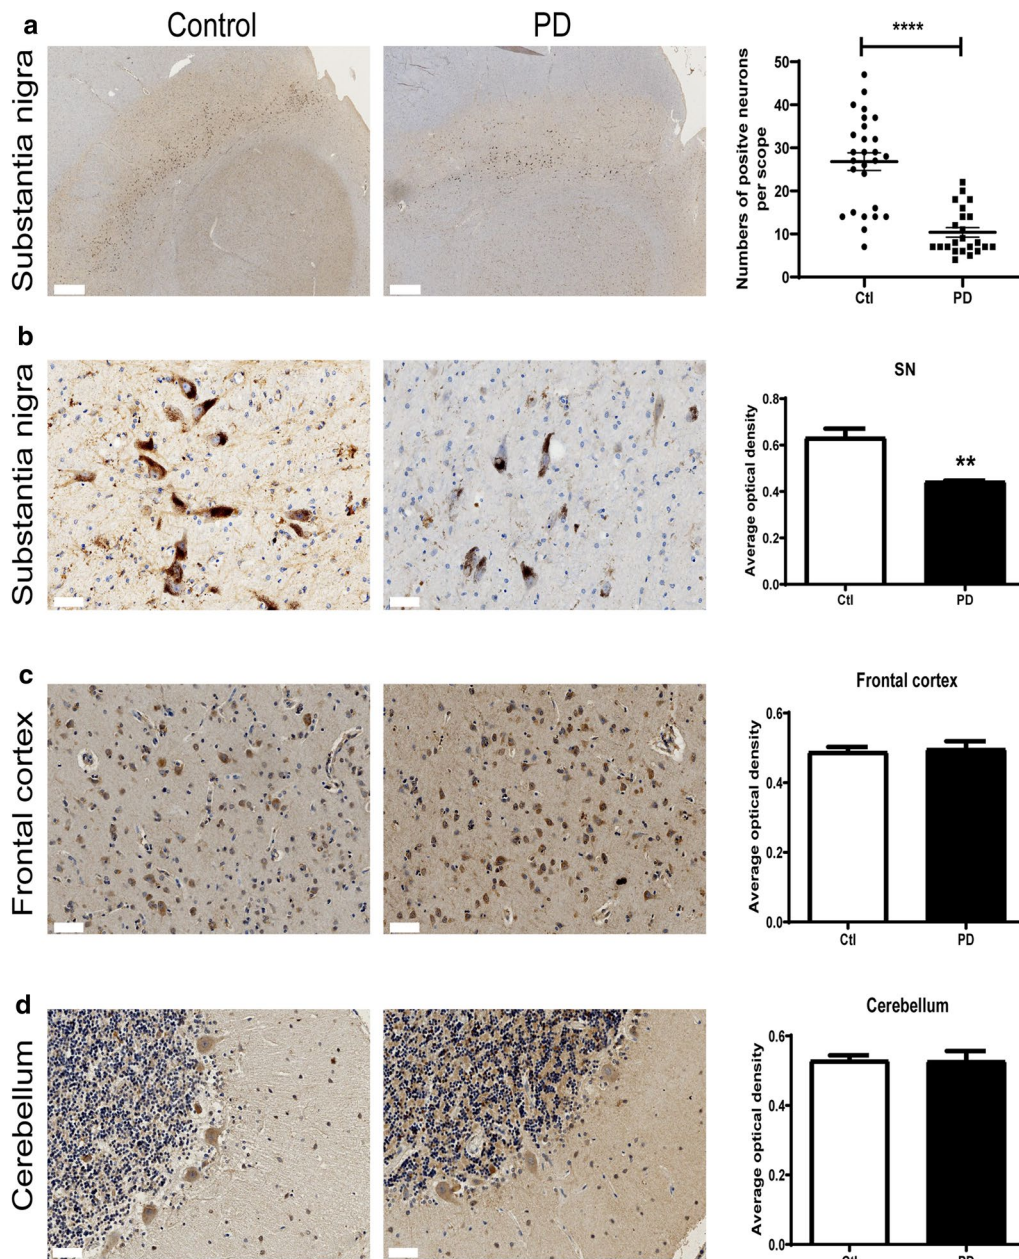 a
Control
PD
Substantia nigra
****
Numbers of positve neurons
per scope
50
40
30
20
10
0
Ctl
PD
b
Substantia nigra
SN
Average optical density
0.8
0.6
0.4
0.2
0.0
**
Ctl
PD
c
Frontal cortex
Frontal cortex
Average optical density
0.6
0.4
0.2
0.0
Ctl
PD
d
Cerebellum
Cerebellum
Average optical density
0.6
0.4
0.2
0.0
Ctl
PD